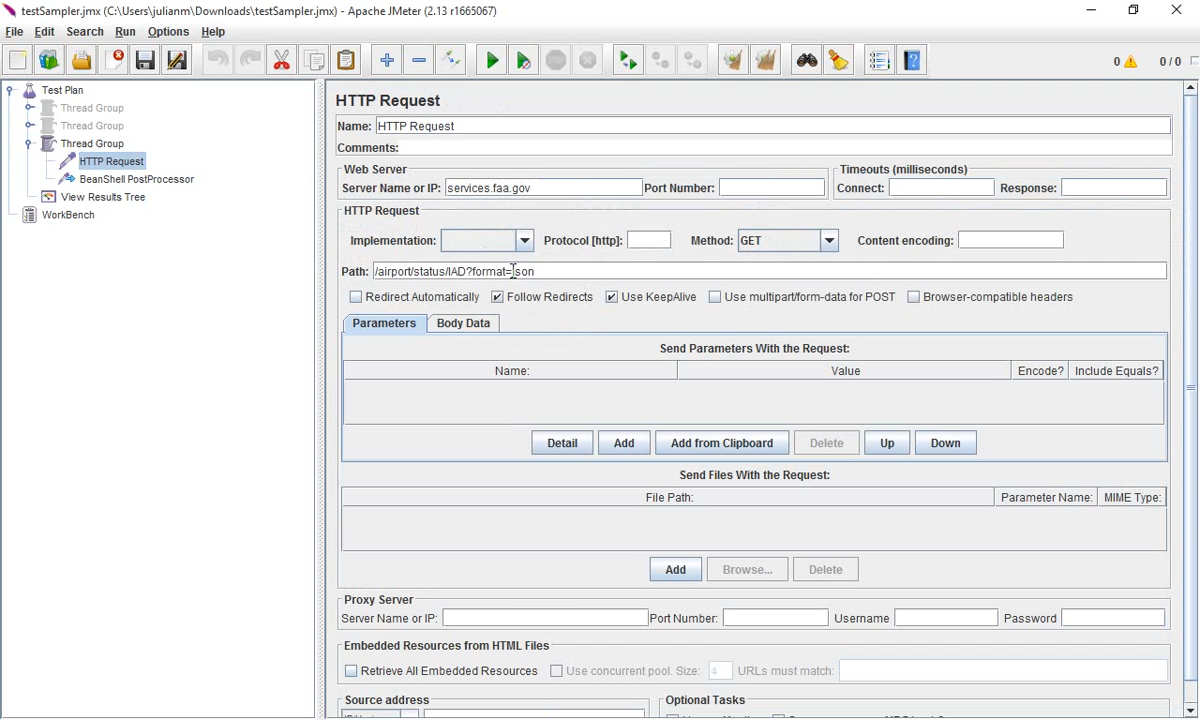 testSampler.jmx (C:\Users\julianm\Downloads\testSampler.jmx) - Apache JMeter (2.13 r1665067)
File Edit Search Run Options Help
0 0 / 0
Test Plan
Thread Group
Thread Group
Thread Group
HTTP Request
BeanShell PostProcessor
View Results Tree
WorkBench
HTTP Request
Name: HTTP Request
Comments:
Web Server
Server Name or IP: services.faa.gov Port Number:
Timeouts (milliseconds)
Connect: Response:
HTTP Request
Implementation: Protocol [http]: Method: GET Content encoding:
Path: /airport/status/IAD?format=json
Redirect Automatically Follow Redirects Use KeepAlive Use multipart/form-data for POST Browser-compatible headers
Parameters Body Data
Send Parameters With the Request:
Name: Value Encode? Include Equals?
Detail Add Add from Clipboard Delete Up Down
Send Files With the Request:
File Path: Parameter Name: MIME Type:
Add Browse... Delete
Proxy Server
Server Name or IP: Port Number: Username Password
Embedded Resources from HTML Files
Retrieve All Embedded Resources Use concurrent pool. Size: 4 URLs must match:
Source address Optional Tasks